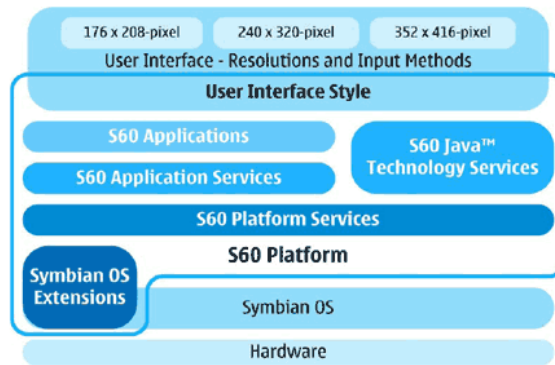 176 x 208-pixel
240 x 320-pixel
352 x 416-pixel
User Interface - Resolutions and Input Methods
User Interface Style
S60 Applications
S60 Java™
Technology Services
S60 Application Services
S60 Platform Services
S60 Platform
Symbian OS
Extensions
Symbian OS
Hardware